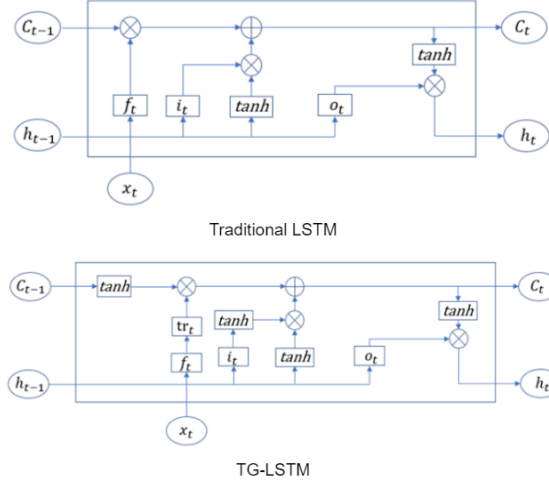 C_{t-1} C_t
tanh
f_t i_t tanh o_t
h_{t-1} h_t
x_t
Traditional LSTM
C_{t-1} tanh C_t
tr_t tanh tanh
f_t i_t tanh o_t
h_{t-1} h_t
x_t
TG-LSTM